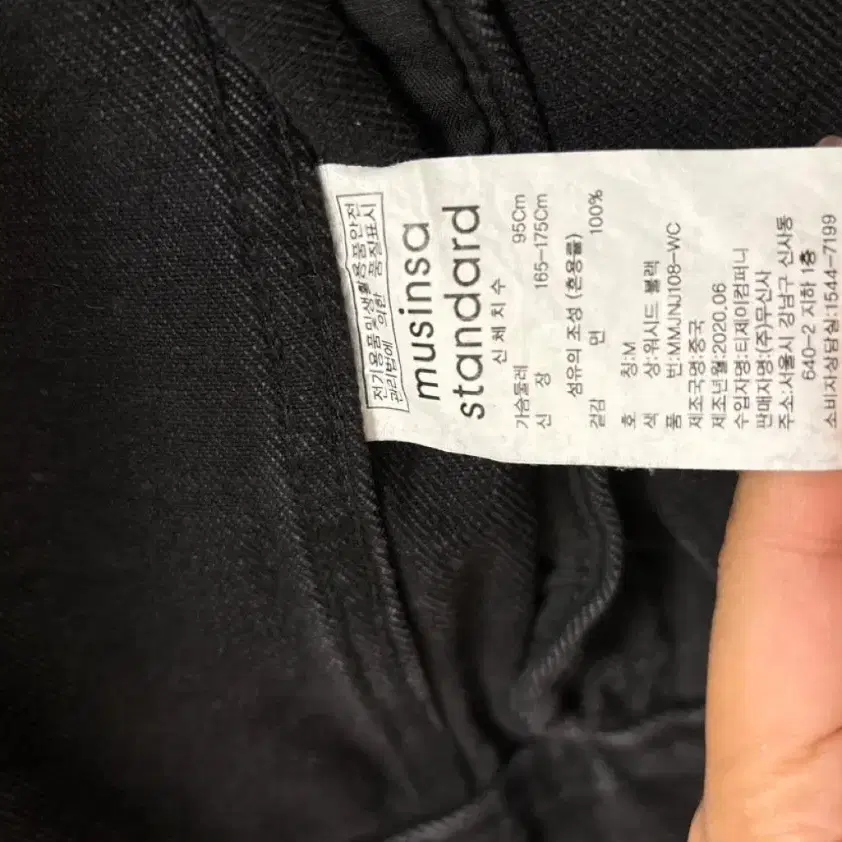 전기용품및생활용품안전
관리법에 의한 품질표시
musinsa
standard
신체치수
가슴둘레 95Cm
신 장 165-175Cm
섬유의 조성 (혼용률)
겉감 면 100%
호 칭:M
색 상:워시드 블랙
품 번:MMJNJ108-WC
제조국명:중국
제조년월:2020.06
수입자명:티제이컴퍼니
판매자명:(주)무신사
주소:서울시 강남구 신사동
640-2 지하 1층
소비자상담실:1544-7199